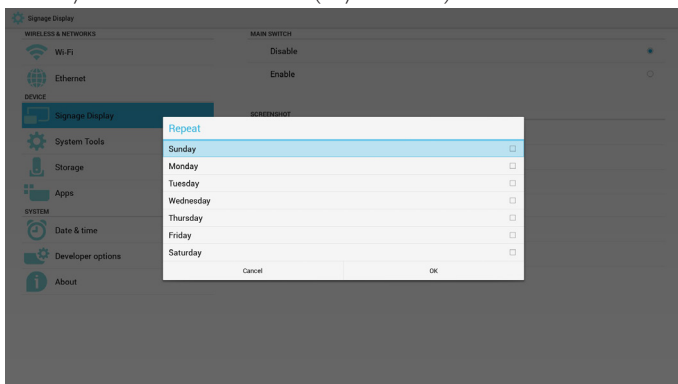 Signage Display
WIRELESS & NETWORKS
Wi-Fi
Ethernet
DEVICE
Signage Display
System Tools
Storage
Apps
SYSTEM
Date & time
Developer options
About
MAIN SWITCH
Disable
Enable
SCREENSHOT
Repeat
Sunday
Monday
Tuesday
Wednesday
Thursday
Friday
Saturday
Cancel
OK